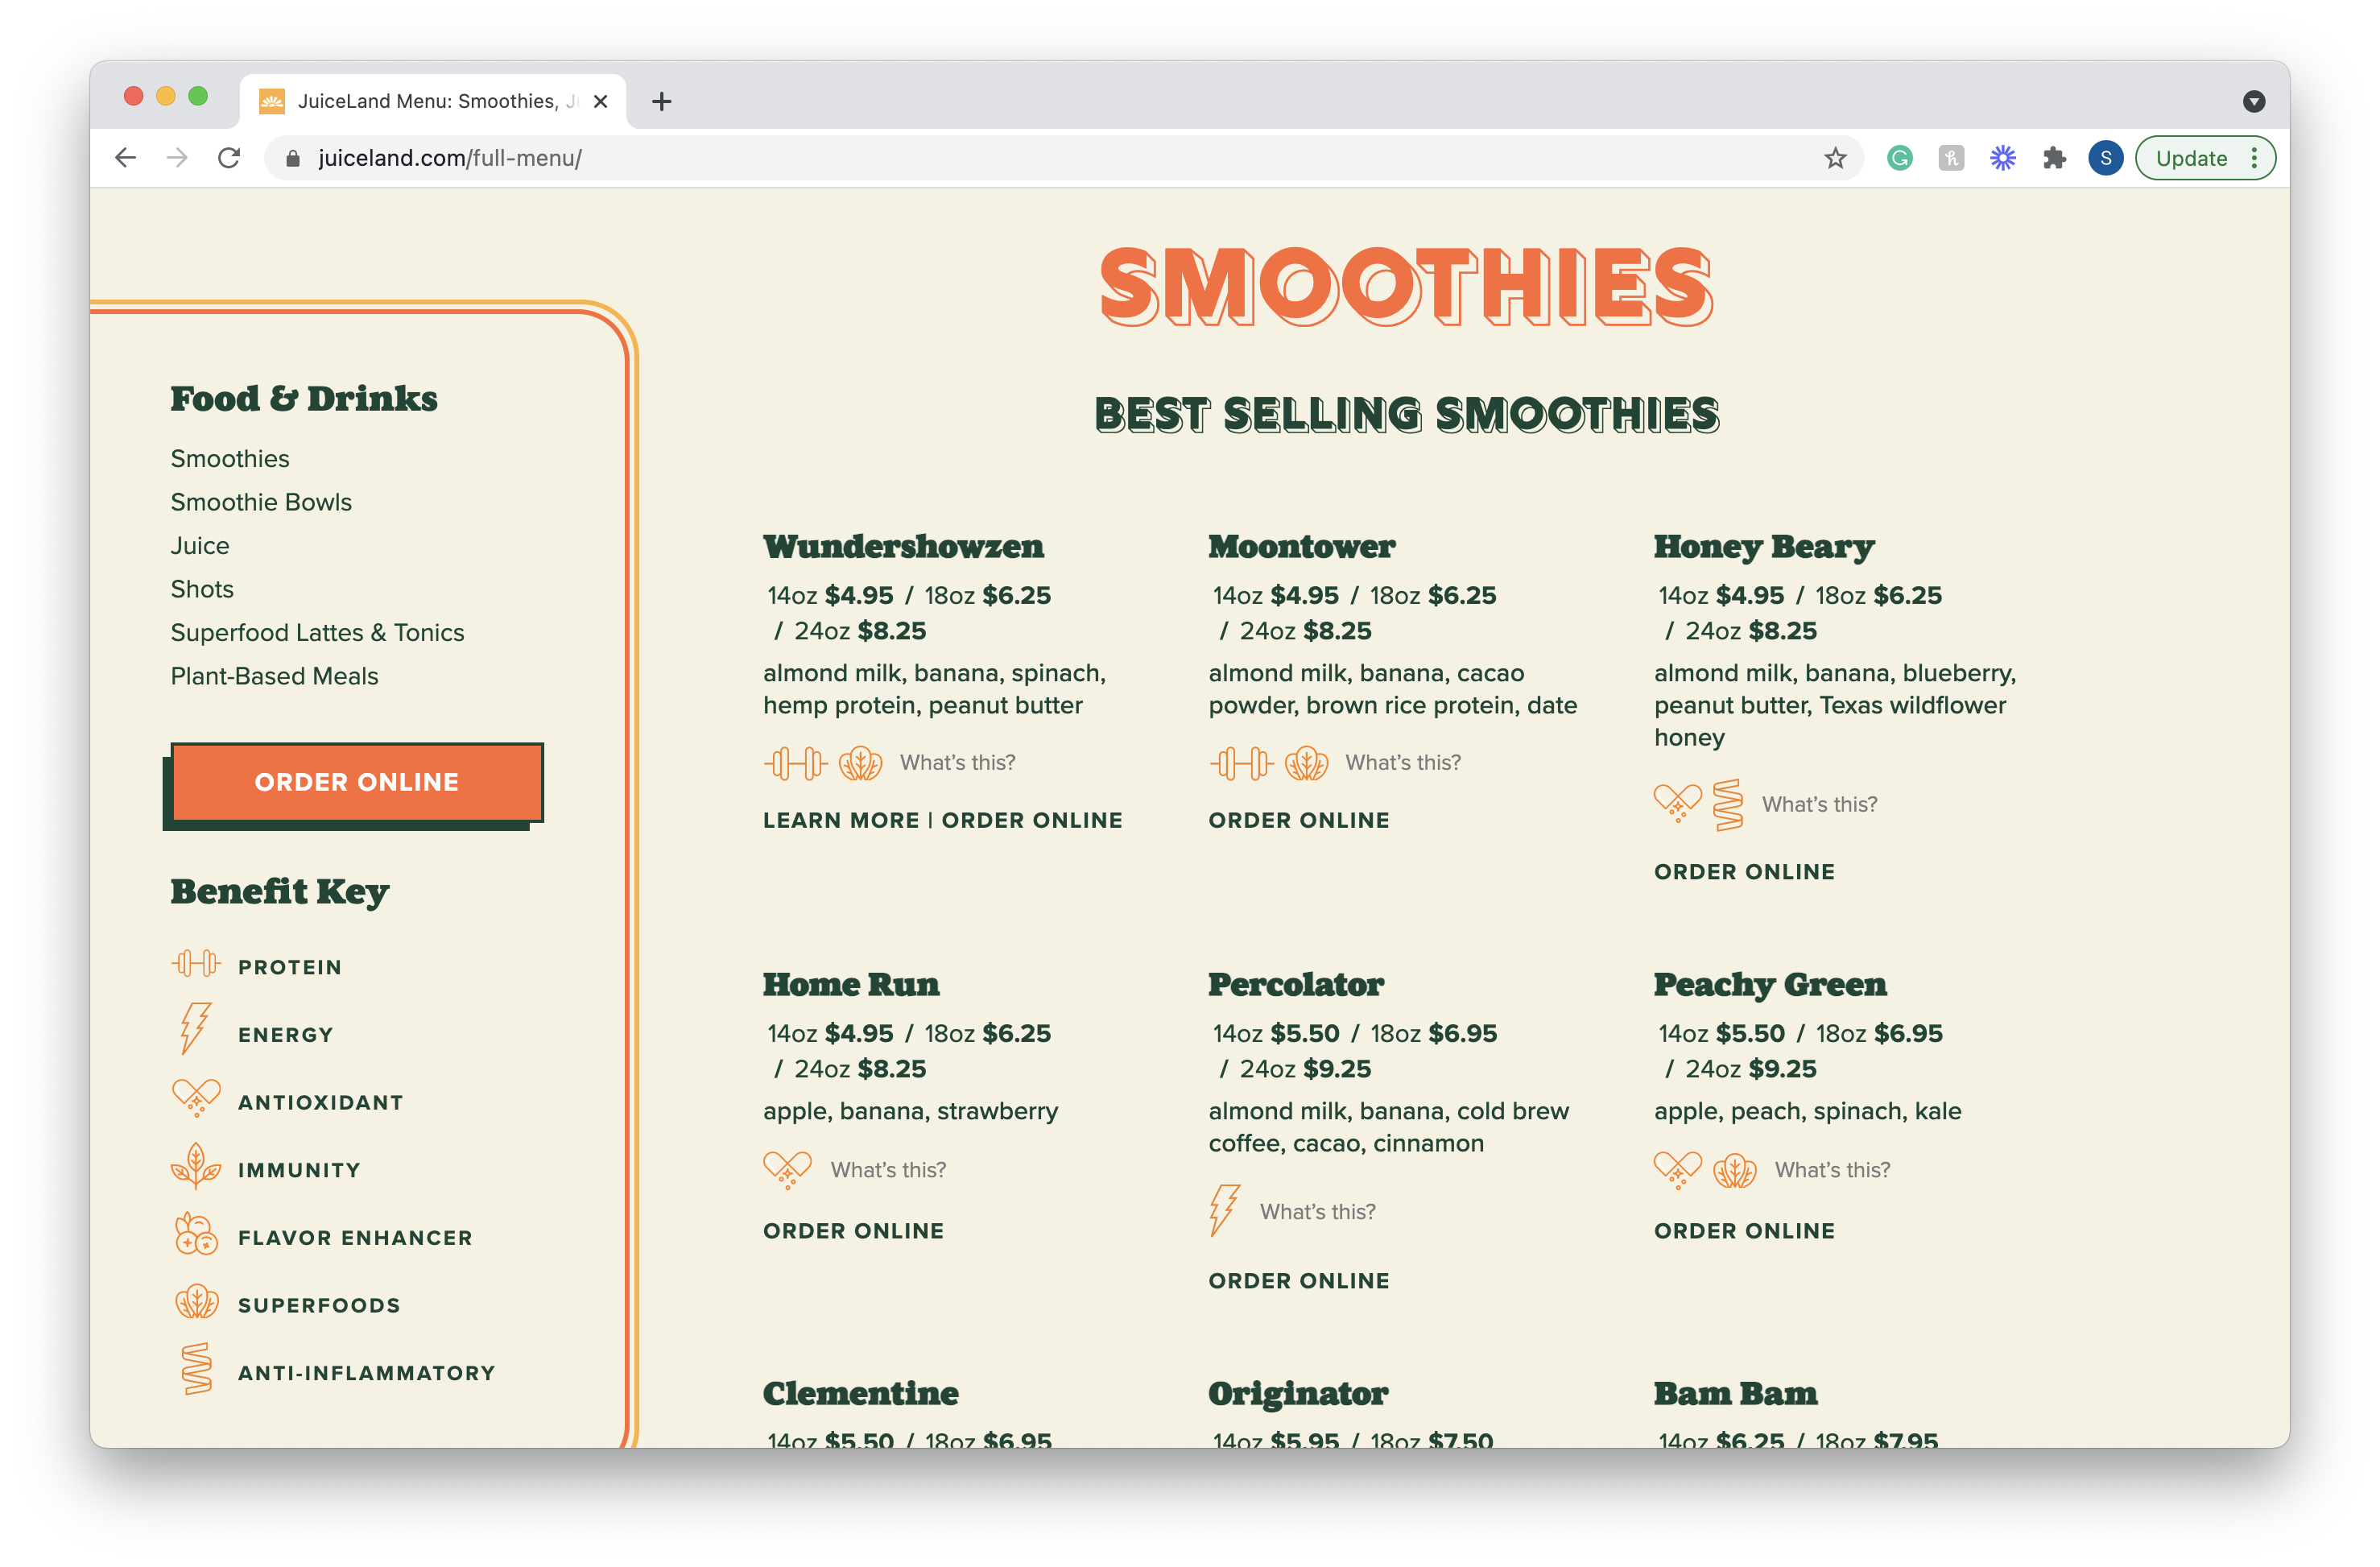 JuiceLand Menu: Smoothies, J
juiceland.com/full-menu/
S
Update
SMOOTHIES
BEST SELLING SMOOTHIES
Food & Drinks
Smoothies
Smoothie Bowls
Juice
Shots
Superfood Lattes & Tonics
Plant-Based Meals
ORDER ONLINE
Benefit Key
PROTEIN
ENERGY
ANTIOXIDANT
IMMUNITY
FLAVOR ENHANCER
SUPERFOODS
ANTI-INFLAMMATORY
Wundershowzen
14oz $4.95 / 18oz $6.25
/ 24oz $8.25
almond milk, banana, spinach,
hemp protein, peanut butter
What's this?
LEARN MORE | ORDER ONLINE
Moontower
14oz $4.95 / 18oz $6.25
/ 24oz $8.25
almond milk, banana, cacao
powder, brown rice protein, date
What's this?
ORDER ONLINE
Honey Beary
14oz $4.95 / 18oz $6.25
/ 24oz $8.25
almond milk, banana, blueberry,
peanut butter, Texas wildflower
honey
What's this?
ORDER ONLINE
Home Run
14oz $4.95 / 18oz $6.25
/ 24oz $8.25
apple, banana, strawberry
What's this?
ORDER ONLINE
Percolator
14oz $5.50 / 18oz $6.95
/ 24oz $9.25
almond milk, banana, cold brew
coffee, cacao, cinnamon
What's this?
ORDER ONLINE
Peachy Green
14oz $5.50 / 18oz $6.95
/ 24oz $9.25
apple, peach, spinach, kale
What's this?
ORDER ONLINE
Clementine
14oz $5.50 / 18oz $6.95
Originator
14oz $5.95 / 18oz $7.50
Bam Bam
14oz $6.25 / 18oz $7.95